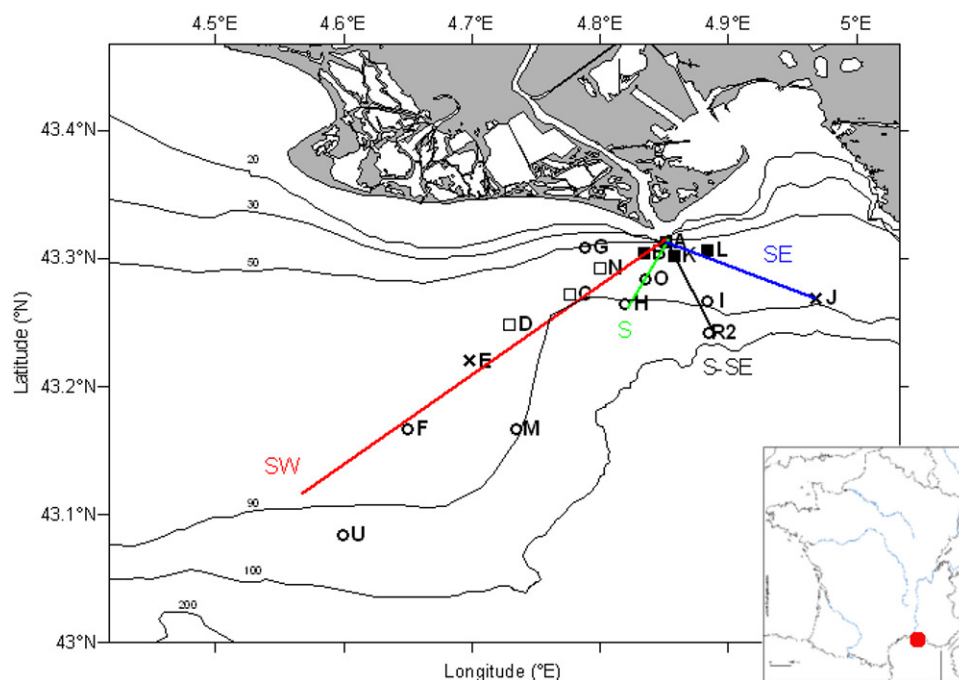 4.5°E 4.6°E 4.7°E 4.8°E 4.9°E 5°E
43.4°N
20
30
43.3°N
50
A
G B K L SE
N
C O
H I J
S
D R2
E S-SE
43.2°N
F M
SW
90
43.1°N
U
100
200
43°N
Latitude (°N)
Longitude (°E)